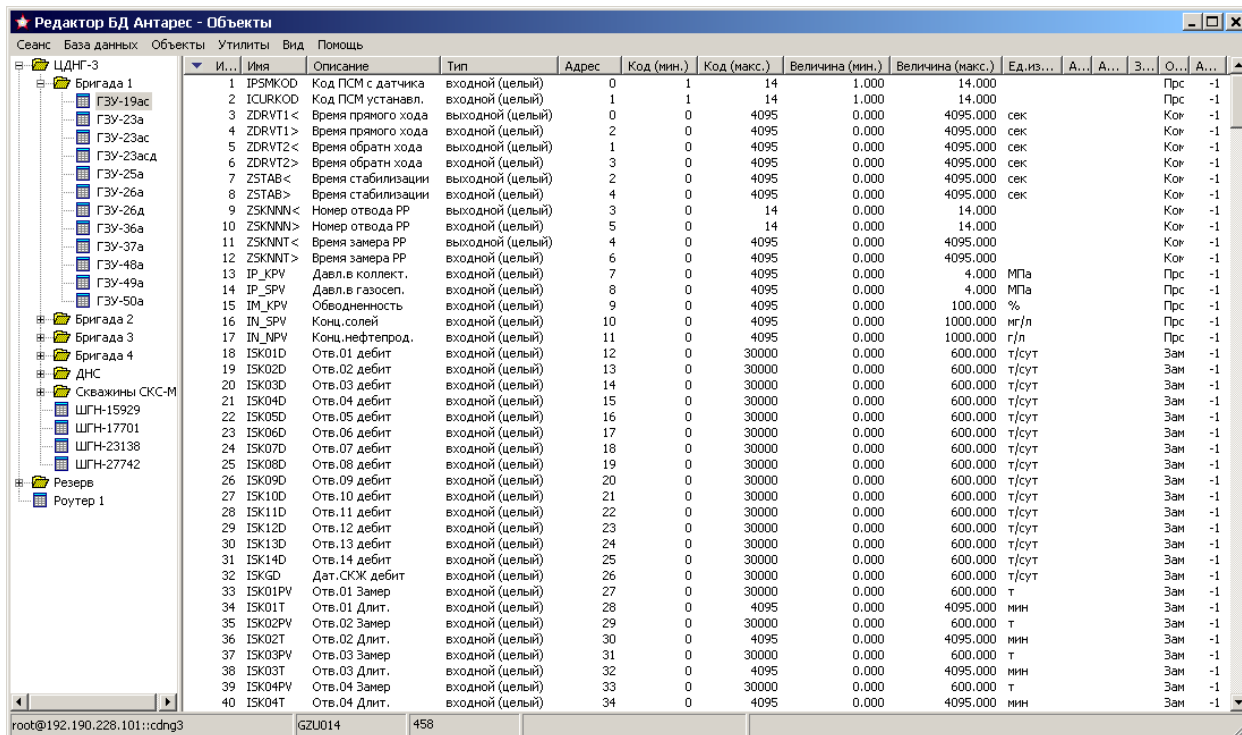 Редактор БД Антарес - Объекты
Сеанс База данных Объекты Утилиты Вид Помощь
ЦДНГ-3
Бригада 1
ГЗУ-19ас
ГЗУ-23а
ГЗУ-23ас
ГЗУ-23асд
ГЗУ-25а
ГЗУ-26а
ГЗУ-26д
ГЗУ-36а
ГЗУ-37а
ГЗУ-48а
ГЗУ-49а
ГЗУ-50а
Бригада 2
Бригада 3
Бригада 4
ДНС
Скважины СКС-М
ШГН-15929
ШГН-17701
ШГН-23138
ШГН-27742
Резерв
Роутер 1
И... Имя Описание Тип Адрес Код (мин.) Код (макс.) Величина (мин.) Величина (макс.) Ед.из... А... А... З... О... А...
1 IPSMKOD Код ПСМ с датчика входной (целый) 0 1 14 1.000 14.000 Прс -1
2 ICURKOD Код ПСМ устанавл. входной (целый) 1 1 14 1.000 14.000 Прс -1
3 ZDRVT1< Время прямого хода выходной (целый) 0 0 4095 0.000 4095.000 сек Ком -1
4 ZDRVT1> Время прямого хода входной (целый) 2 0 4095 0.000 4095.000 сек Ком -1
5 ZDRVT2< Время обратн хода выходной (целый) 1 0 4095 0.000 4095.000 сек Ком -1
6 ZDRVT2> Время обратн хода входной (целый) 3 0 4095 0.000 4095.000 сек Ком -1
7 ZSTAB< Время стабилизации выходной (целый) 2 0 4095 0.000 4095.000 сек Ком -1
8 ZSTAB> Время стабилизации входной (целый) 4 0 4095 0.000 4095.000 сек Ком -1
9 ZSKNNN< Номер отвода РР выходной (целый) 3 0 14 0.000 14.000 Ком -1
10 ZSKNNN> Номер отвода РР входной (целый) 5 0 14 0.000 14.000 Ком -1
11 ZSKNNT< Время замера РР выходной (целый) 4 0 4095 0.000 4095.000 Ком -1
12 ZSKNNT> Время замера РР входной (целый) 6 0 4095 0.000 4095.000 Ком -1
13 IP_KPV Давл.в коллект. входной (целый) 7 0 4095 0.000 4.000 МПа Прс -1
14 IP_SPV Давл.в газосеп. входной (целый) 8 0 4095 0.000 4.000 МПа Прс -1
15 IM_KPV Обводненность входной (целый) 9 0 4095 0.000 100.000 % Прс -1
16 IN_SPV Конц.солей входной (целый) 10 0 4095 0.000 1000.000 мг/л Прс -1
17 IN_NPV Конц.нефтепрод. входной (целый) 11 0 4095 0.000 1000.000 г/л Прс -1
18 ISK01D Отв.01 дебит входной (целый) 12 0 30000 0.000 600.000 т/сут Зам -1
19 ISK02D Отв.02 дебит входной (целый) 13 0 30000 0.000 600.000 т/сут Зам -1
20 ISK03D Отв.03 дебит входной (целый) 14 0 30000 0.000 600.000 т/сут Зам -1
21 ISK04D Отв.04 дебит входной (целый) 15 0 30000 0.000 600.000 т/сут Зам -1
22 ISK05D Отв.05 дебит входной (целый) 16 0 30000 0.000 600.000 т/сут Зам -1
23 ISK06D Отв.06 дебит входной (целый) 17 0 30000 0.000 600.000 т/сут Зам -1
24 ISK07D Отв.07 дебит входной (целый) 18 0 30000 0.000 600.000 т/сут Зам -1
25 ISK08D Отв.08 дебит входной (целый) 19 0 30000 0.000 600.000 т/сут Зам -1
26 ISK09D Отв.09 дебит входной (целый) 20 0 30000 0.000 600.000 т/сут Зам -1
27 ISK10D Отв.10 дебит входной (целый) 21 0 30000 0.000 600.000 т/сут Зам -1
28 ISK11D Отв.11 дебит входной (целый) 22 0 30000 0.000 600.000 т/сут Зам -1
29 ISK12D Отв.12 дебит входной (целый) 23 0 30000 0.000 600.000 т/сут Зам -1
30 ISK13D Отв.13 дебит входной (целый) 24 0 30000 0.000 600.000 т/сут Зам -1
31 ISK14D Отв.14 дебит входной (целый) 25 0 30000 0.000 600.000 т/сут Зам -1
32 ISKGD Дат.СКЖ дебит входной (целый) 26 0 30000 0.000 600.000 т/сут Зам -1
33 ISK01PV Отв.01 Замер входной (целый) 27 0 30000 0.000 600.000 т Зам -1
34 ISK01T Отв.01 Длит. входной (целый) 28 0 4095 0.000 4095.000 мин Зам -1
35 ISK02PV Отв.02 Замер входной (целый) 29 0 30000 0.000 600.000 т Зам -1
36 ISK02T Отв.02 Длит. входной (целый) 30 0 4095 0.000 4095.000 мин Зам -1
37 ISK03PV Отв.03 Замер входной (целый) 31 0 30000 0.000 600.000 т Зам -1
38 ISK03T Отв.03 Длит. входной (целый) 32 0 4095 0.000 4095.000 мин Зам -1
39 ISK04PV Отв.04 Замер входной (целый) 33 0 30000 0.000 600.000 т Зам -1
40 ISK04T Отв.04 Длит. входной (целый) 34 0 4095 0.000 4095.000 мин Зам -1
root@192.190.228.101::cdng3 GZU014 458